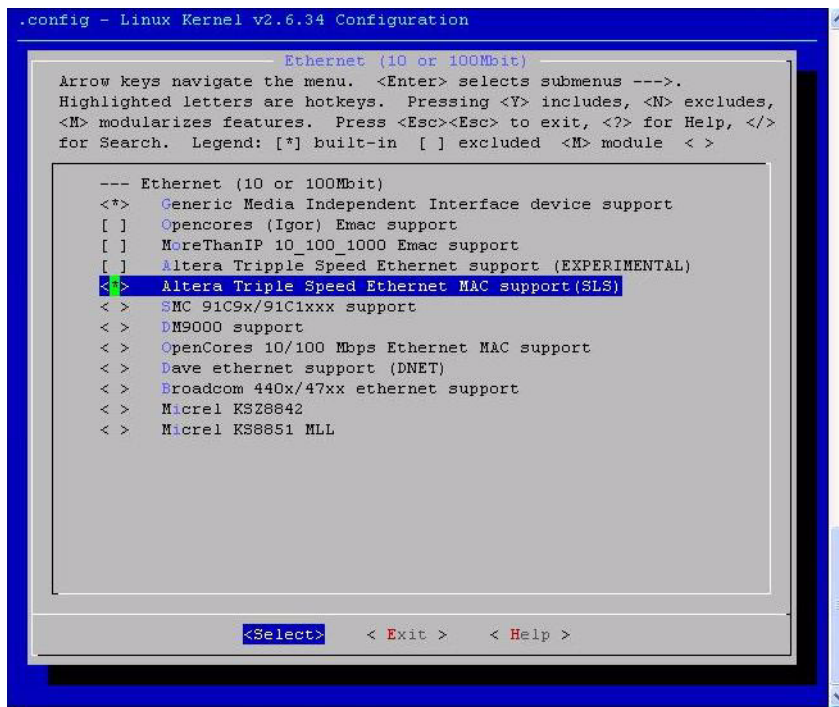 .config - Linux Kernel v2.6.34 Configuration
Ethernet (10 or 100Mbit)
Arrow keys navigate the menu.  <Enter> selects submenus --->.
Highlighted letters are hotkeys.  Pressing <Y> includes, <N> excludes,
<M> modularizes features.  Press <Esc><Esc> to exit, <?> for Help, </>
for Search.  Legend: [*] built-in  [ ] excluded  <M> module  < >
--- Ethernet (10 or 100Mbit)
<*>   Generic Media Independent Interface device support
[ ]   Opencores (Igor) Emac support
[ ]   MoreThanIP 10_100_1000 Emac support
[ ]   Altera Tripple Speed Ethernet support (EXPERIMENTAL)
<*>   Altera Triple Speed Ethernet MAC support(SLS)
< >   SMC 91C9x/91C1xxx support
< >   DM9000 support
< >   OpenCores 10/100 Mbps Ethernet MAC support
< >   Dave ethernet support (DNET)
< >   Broadcom 440x/47xx ethernet support
< >   Micrel KSZ8842
< >   Micrel KS8851 MLL
<Select>    < Exit >    < Help >